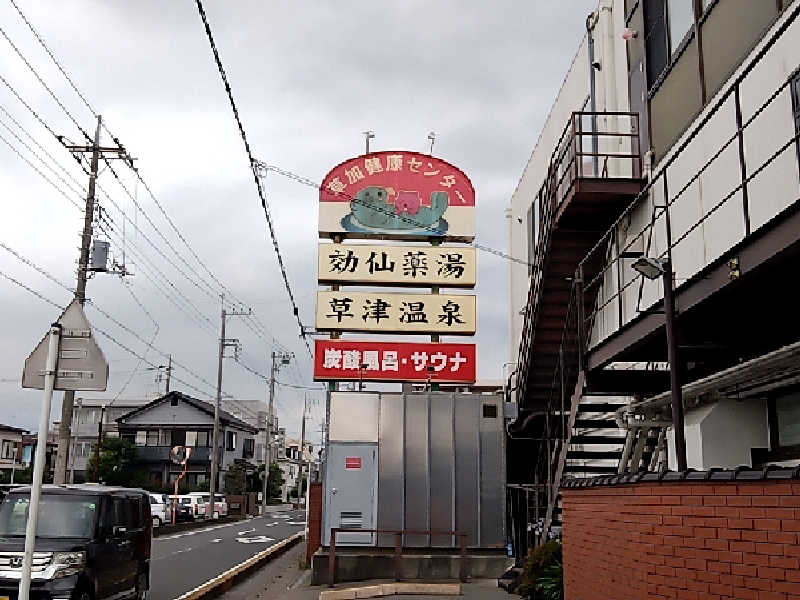 草加健康センター
効仙薬湯
草津温泉
炭酸風呂・サウナ